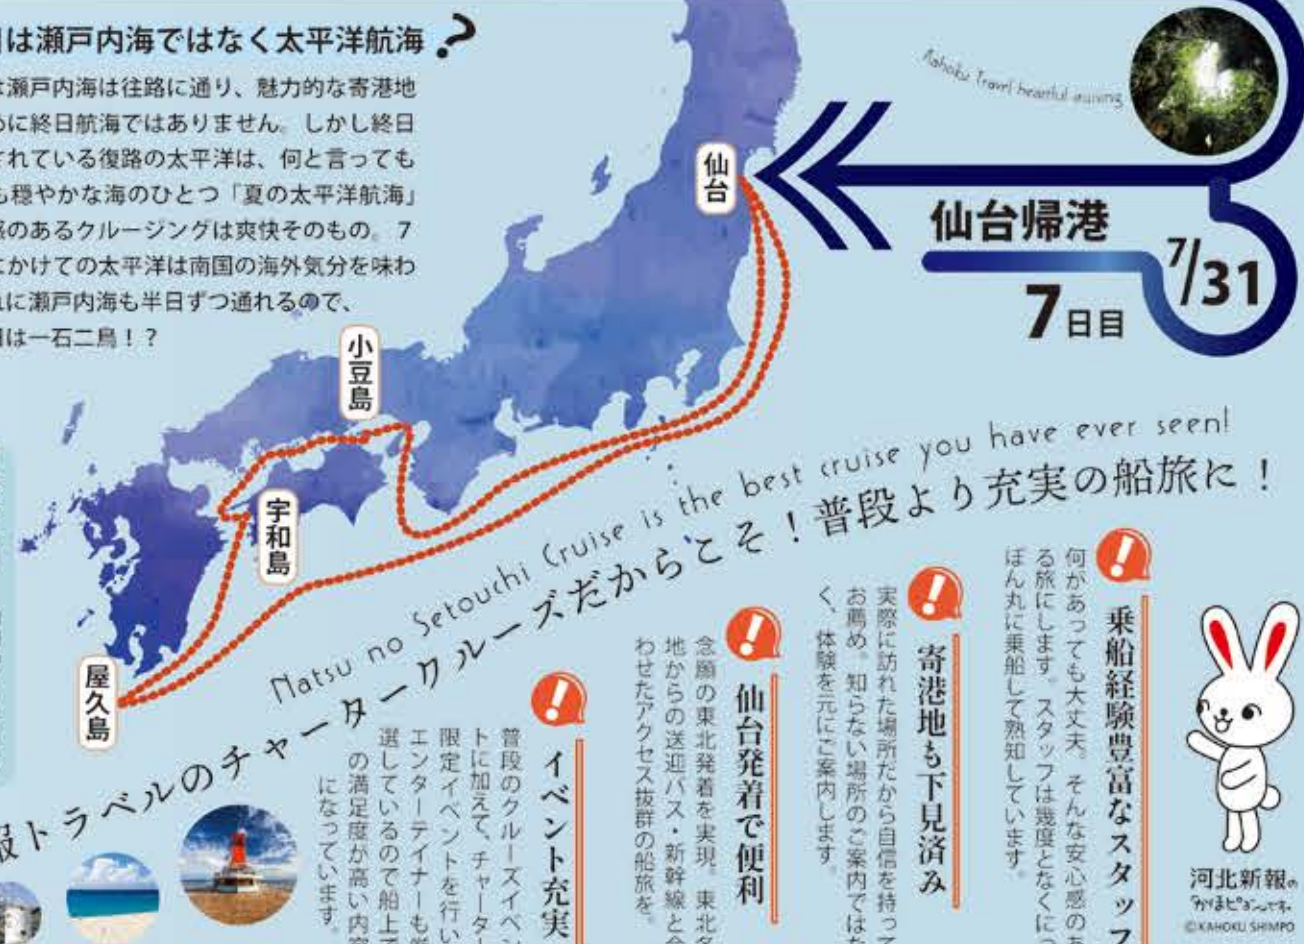 は瀬戸内海ではなく太平洋航海?
は瀬戸内海は往路に通り、魅力的な寄港地
めに終日航海ではありません。しかし終日
されている復路の太平洋は、何と言っても
も穏やかな海のひとつ「夏の太平洋航海」
感のあるクルージングは爽快そのもの。7
にかけての太平洋は南国の海外気分を味わ
れに瀬戸内海も半日ずつ通れるので、
は一石二鳥!?
Kahoku Travel heartful
仙台帰港
7日目
7/31
仙台
小豆島
宇和島
屋久島
Natsu no Setouchi Cruise is the best cruise you have ever seen!
報トラベルのチャータークルーズだからこそ!普段より充実の船旅に!
乗船経験豊富なスタッフ
何があっても大丈夫。そんな安心感のあ
る旅にします。スタッフは幾度となくにっ
ぽん丸に乗船して熟知しています。
寄港地も下見済み
実際に訪れた場所だから自信を持って
お薦め。知らない場所のご案内ではな
く、体験を元にご案内します。
仙台発着で便利
念願の東北発着を実現。東北各
地からの送迎バス・新幹線と合
わせたアクセス抜群の船旅を。
イベント充実
普段のクルーズイベン
トに加えて、チャーター
限定イベントを行い
エンターテイナーも厳
選しているので船上で
の満足度が高い内容
になっています。
河北新報の
かほピョンです。
©KAHOKU SHIMPO